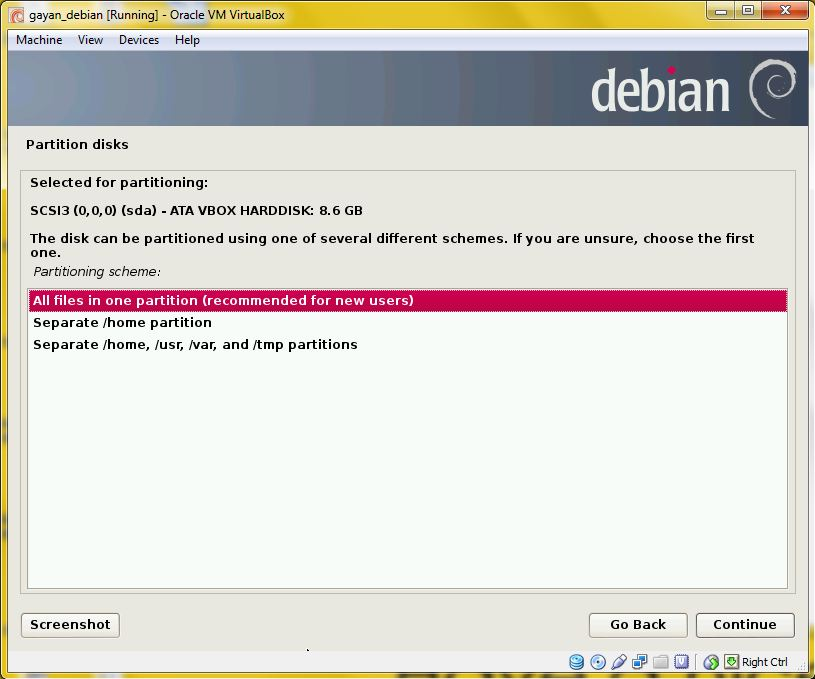 gayan_debian [Running] - Oracle VM VirtualBox
Machine View Devices Help
debian
Partition disks
Selected for partitioning:
SCSI3 (0,0,0) (sda) - ATA VBOX HARDDISK: 8.6 GB
The disk can be partitioned using one of several different schemes. If you are unsure, choose the first
one.
Partitioning scheme:
All files in one partition (recommended for new users)
Separate /home partition
Separate /home, /usr, /var, and /tmp partitions
Screenshot Go Back Continue
Right Ctrl